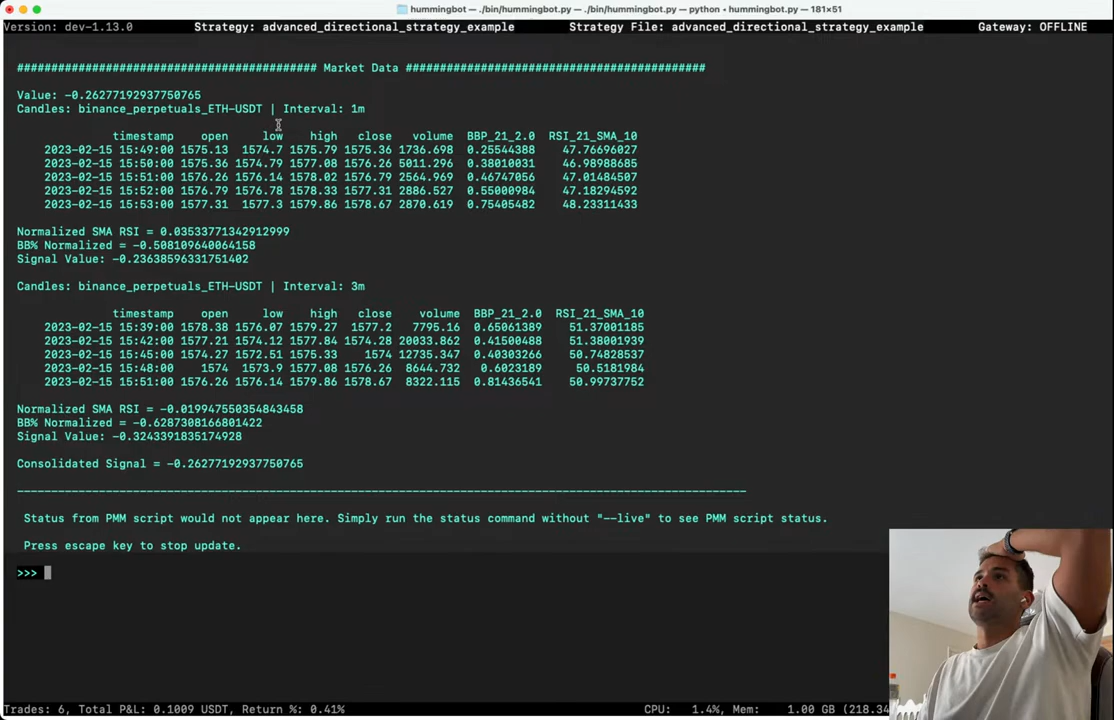 hummingbot — ./bin/hummingbot.py — ./bin/hummingbot.py — python • hummingbot.py — 181×51
Version: dev-1.13.0 Strategy: advanced_directional_strategy_example Strategy File: advanced_directional_strategy_example Gateway: OFFLINE
############################################ Market Data ############################################
Value: -0.26277192937750765
Candles: binance_perpetuals_ETH-USDT | Interval: 1m
timestamp open low high close volume BBP_21_2.0 RSI_21_SMA_10
2023-02-15 15:49:00 1575.13 1574.7 1575.79 1575.36 1736.698 0.25544388 47.76696027
2023-02-15 15:50:00 1575.36 1574.79 1577.08 1576.26 5011.296 0.38010031 46.98988685
2023-02-15 15:51:00 1576.26 1576.14 1578.02 1576.79 2564.969 0.46747056 47.01484507
2023-02-15 15:52:00 1576.79 1576.78 1578.33 1577.31 2886.527 0.55000984 47.18294592
2023-02-15 15:53:00 1577.31 1577.3 1579.86 1578.67 2870.619 0.75405482 48.23311433
Normalized SMA RSI = 0.03533771342912999
BB% Normalized = -0.508109640064158
Signal Value: -0.23638596331751402
Candles: binance_perpetuals_ETH-USDT | Interval: 3m
timestamp open low high close volume BBP_21_2.0 RSI_21_SMA_10
2023-02-15 15:39:00 1578.38 1576.07 1579.27 1577.2 7795.16 0.65061389 51.37001185
2023-02-15 15:42:00 1577.21 1574.12 1577.84 1574.28 20033.862 0.41500488 51.38001939
2023-02-15 15:45:00 1574.27 1572.51 1575.33 1574 12735.347 0.40303266 50.74828537
2023-02-15 15:48:00 1574 1573.9 1577.08 1576.26 8644.732 0.6023189 50.5181984
2023-02-15 15:51:00 1576.26 1576.14 1579.86 1578.67 8322.115 0.81436541 50.99737752
Normalized SMA RSI = -0.019947550354843458
BB% Normalized = -0.6287308166801422
Signal Value: -0.3243391835174928
Consolidated Signal = -0.26277192937750765
-----------------------------------------------------------------------------------------------------------
Status from PMM script would not appear here. Simply run the status command without "--live" to see PMM script status.
Press escape key to stop update.
>>>
Trades: 6, Total P&L: 0.1009 USDT, Return %: 0.41% CPU: 1.4%, Mem: 1.00 GB (218.34